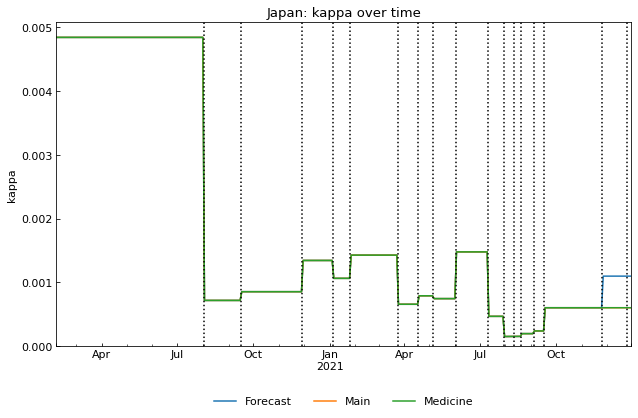 Japan: kappa over time
kappa
0.005
0.004
0.003
0.002
0.001
0.000
Apr Jul Oct Jan Apr Jul Oct
2021
Forecast Main Medicine